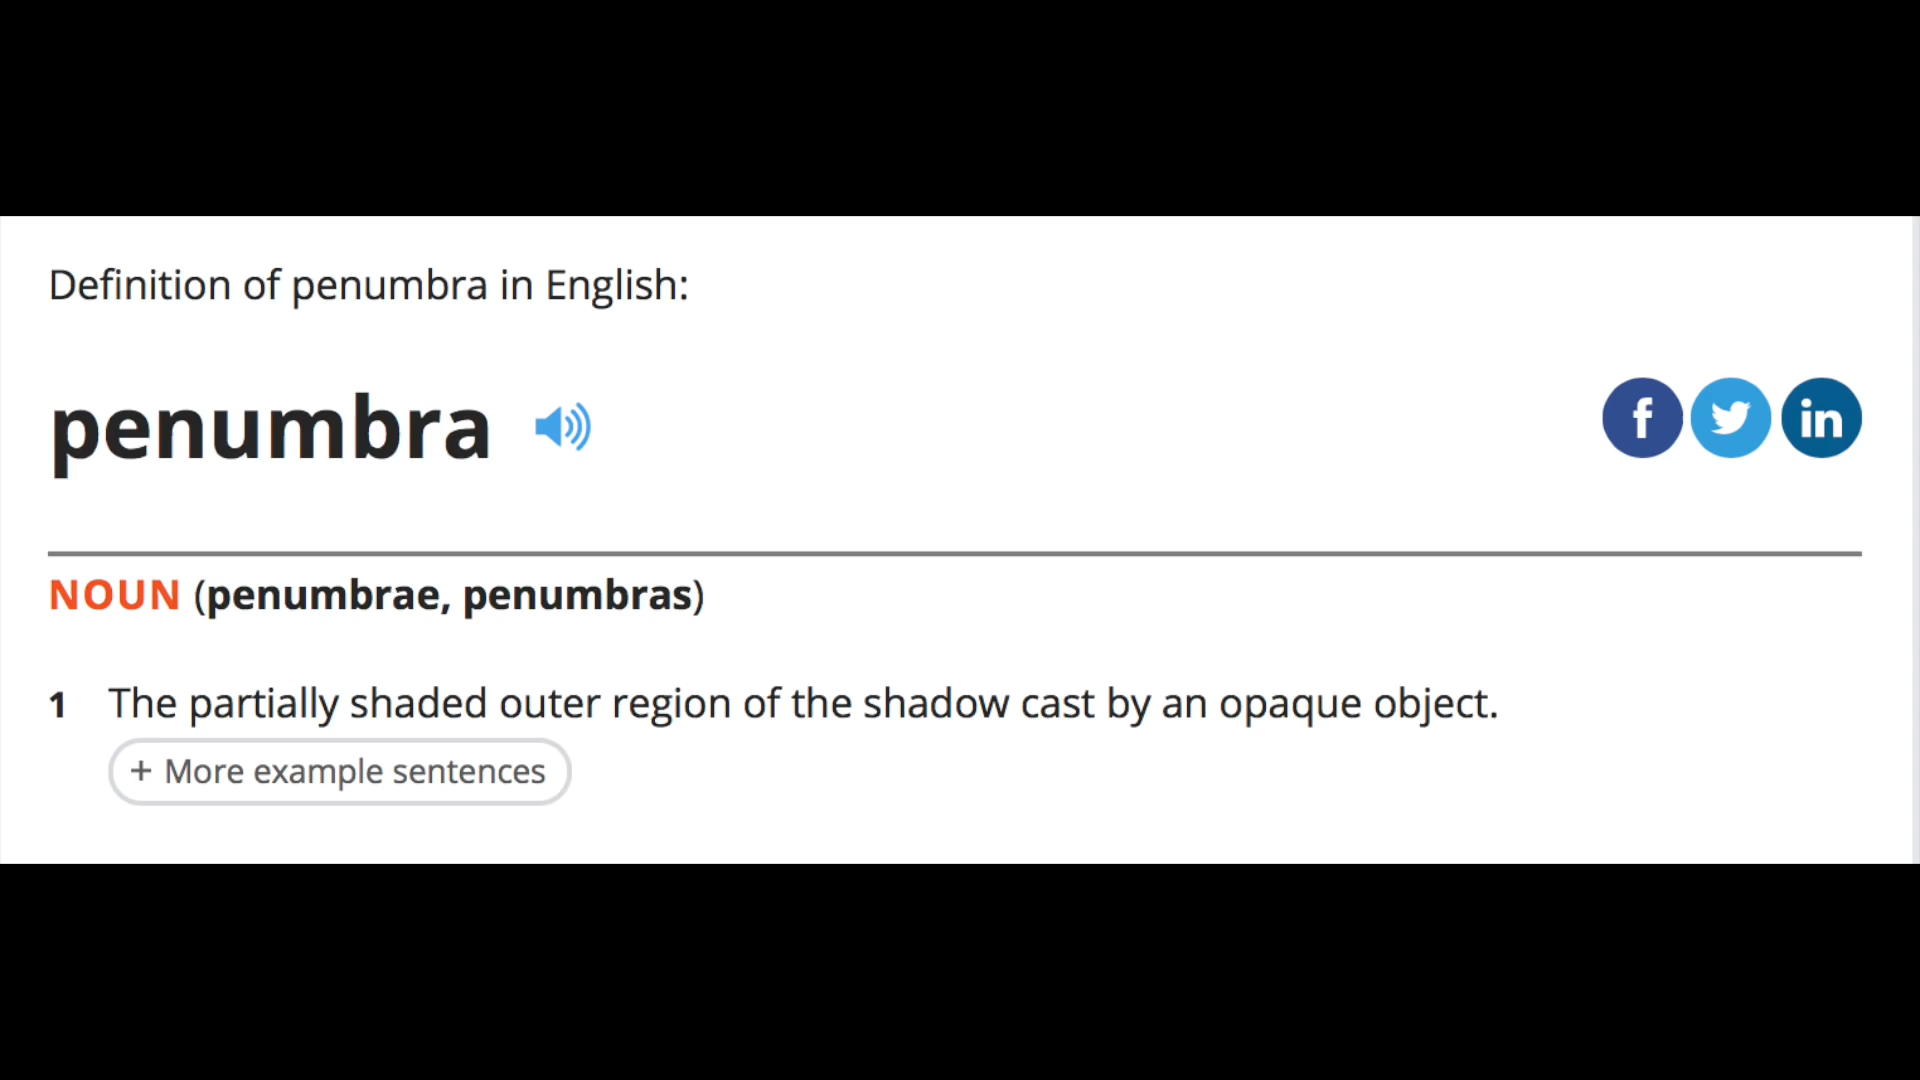 Definition of penumbra in English:
penumbra
f in
NOUN (penumbrae, penumbras)
1 The partially shaded outer region of the shadow cast by an opaque object.
+ More example sentences